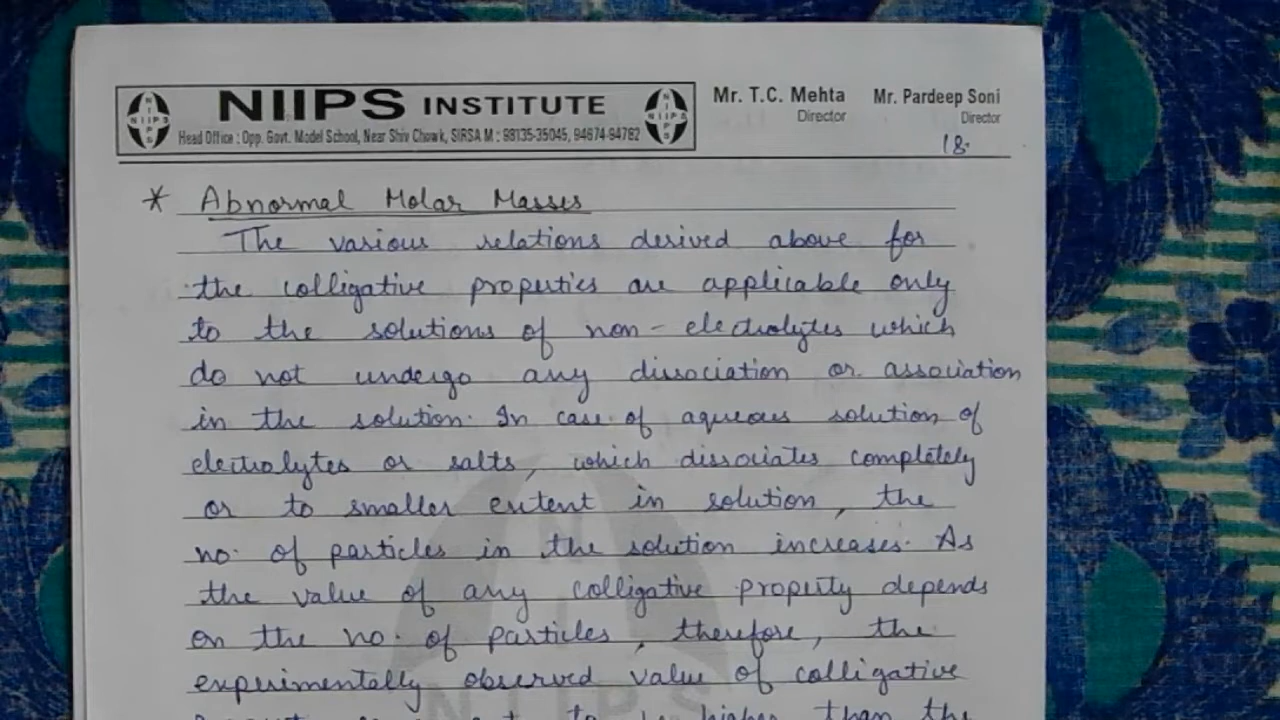 NIIPS INSTITUTE
Head Office : Opp. Govt. Model School, Near Shiv Chowk, SIRSA M : 98135-35045, 94674-94762
Mr. T.C. Mehta
Director
Mr. Pardeep Soni
Director
18.
* Abnormal Molar Masses
The various relations derived above for
the colligative properties are applicable only
to the solutions of non-electrolytes which
do not undergo any dissociation or association
in the solution. In case of aqueous solution of
electrolytes or salts, which dissociates completely
or to smaller extent in solution, the
no. of particles in the solution increases. As
the value of any colligative property depends
on the no. of particles, therefore, the
experimentally observed value of colligative
to be higher than the